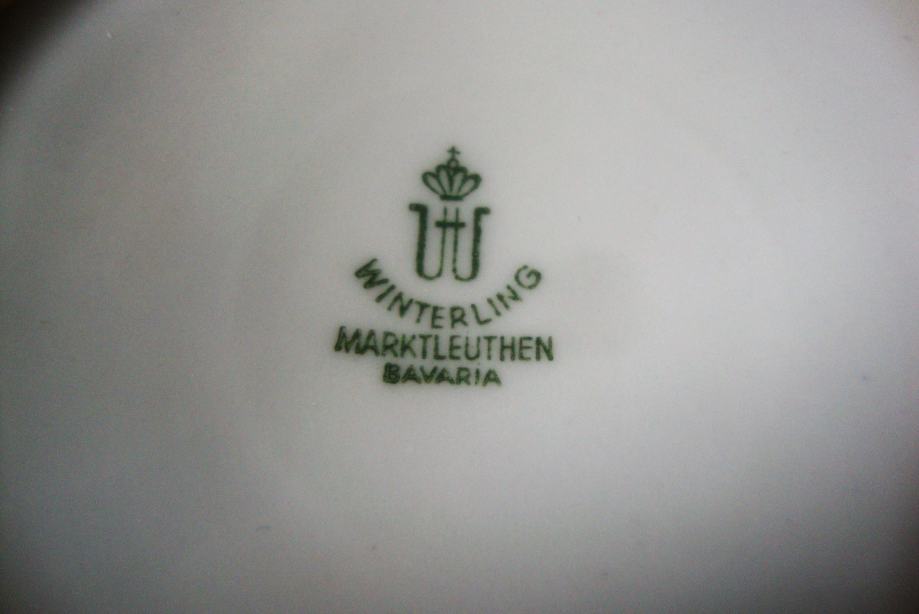 W
WINTERLING
MARKTLEUTHEN
BAVARIA